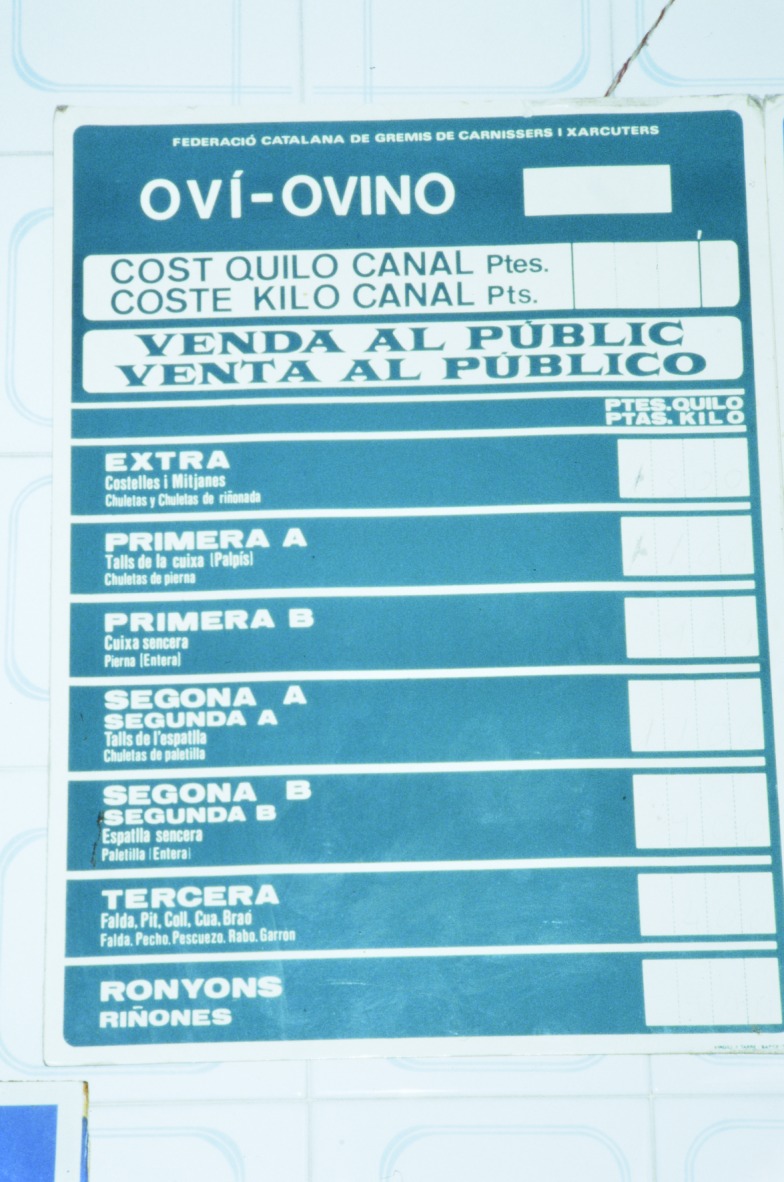 FEDERACIÓ CATALANA DE GREMIS DE CARNISSERS I XARCUTERS
OVÍ-OVINO
COST QUILO CANAL Ptes.
COSTE KILO CANAL Pts.
VENDA AL PÚBLIC
VENTA AL PÚBLICO
PTES.QUILO
PTAS. KILO
EXTRA
Costelles i Mitjanes
Chuletas y Chuletas de riñonada
PRIMERA A
Talls de la cuixa (Palpís)
Chuletas de pierna
PRIMERA B
Cuixa sencera
Pierna (Entera)
SEGONA A
SEGUNDA A
Talls de l'espatlla
Chuletas de paletilla
SEGONA B
SEGUNDA B
Espatlla sencera
Paletilla (Entera)
TERCERA
Falda, Pit, Coll, Cua, Braó
Falda. Pecho. Pescuezo. Rabo. Garrón
RONYONS
RIÑONES